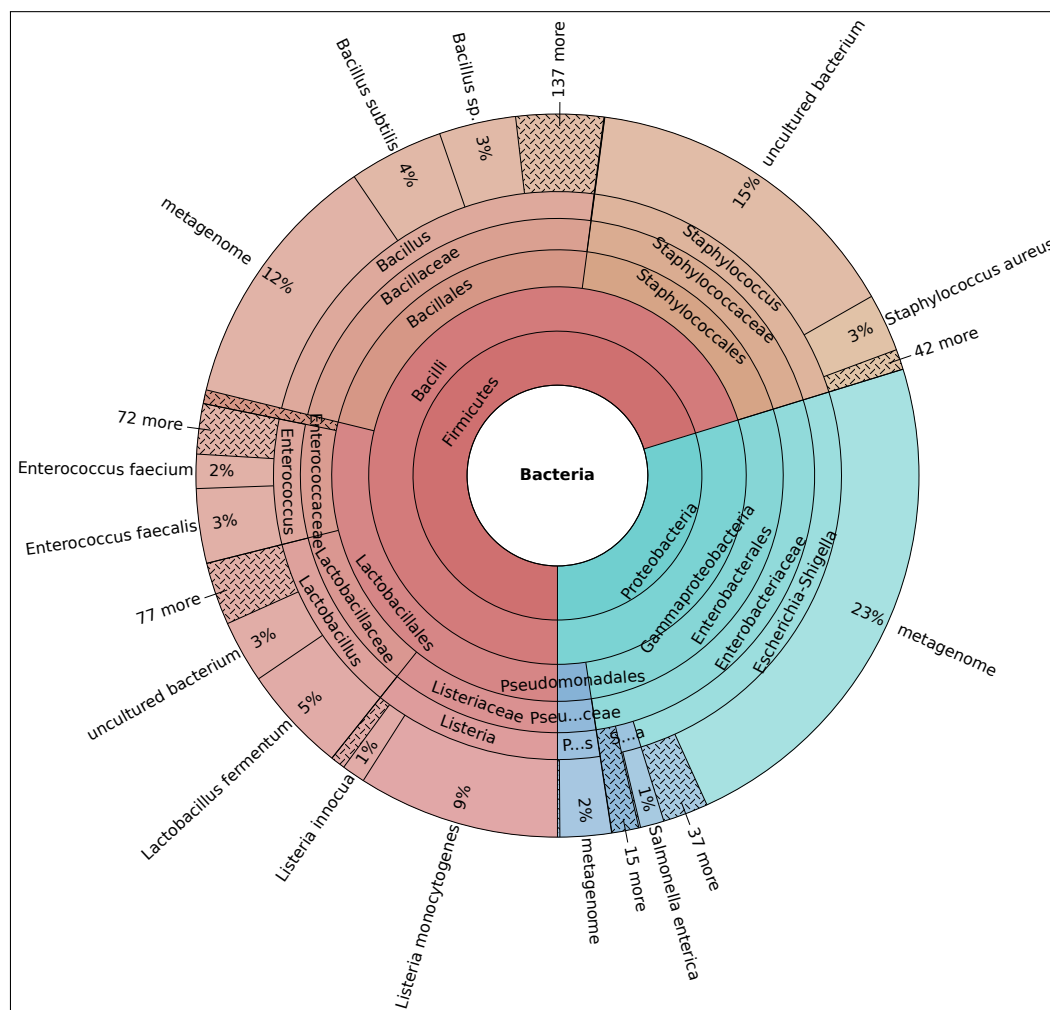 137 more
Bacillus sp.
3%
Bacillus subtilis
4%
uncultured bacterium
15%
metagenome
12%
Bacillus
Bacillaceae
Bacillales
Staphylococcus
Staphylococcaceae
Staphylococcales
Staphylococcus aureus
3%
42 more
Bacilli
Firmicutes
72 more
Enterococcus faecium
2%
Enterococcus faecalis
3%
Enterococcus
Enterococcaceae
Bacteria
77 more
uncultured bacterium
3%
Lactobacillus fermentum
5%
Lactobacillus
Lactobacillaceae
Lactobacillales
Proteobacteria
Gammaproteobacteria
Enterobacterales
Enterobacteriaceae
Escherichia-Shigella
23%
metagenome
Pseudomonadales
Listeriaceae
Pseu...ceae
Listeria
P...s
S...a
Listeria innocua
1%
9%
Listeria monocytogenes
2%
metagenome
15 more
1%
Salmonella enterica
37 more